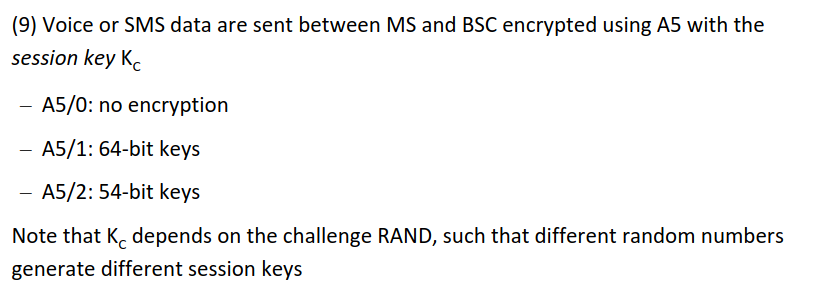 (9) Voice or SMS data are sent between MS and BSC encrypted using A5 with the
session key Kc
– A5/0: no encryption
– A5/1: 64-bit keys
– A5/2: 54-bit keys
Note that Kc depends on the challenge RAND, such that different random numbers
generate different session keys